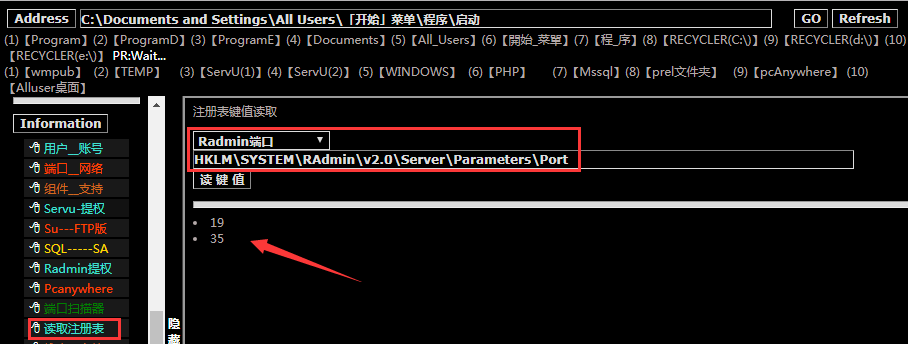 Address C:\Documents and Settings\All Users\「开始」菜单\程序\启动 GO Refresh
(1)【Program】(2)【ProgramD】(3)【ProgramE】(4)【Documents】(5)【All_Users】(6)【開始_菜單】(7)【程_序】(8)【RECYCLER(C:\)】(9)【RECYCLER(d:\)】(10)
【RECYCLER(e:\)】 PR:Wait...
(1)【wmpub】 (2)【TEMP】 (3)【ServU(1)】(4)【ServU(2)】(5)【WINDOWS】 (6)【PHP】 (7)【Mssql】(8)【prel文件夹】 (9)【pcAnywhere】 (10)
【Alluser桌面】
Information
用户__账号
端口__网络
组件__支持
Servu-提权
Su---FTP版
SQL-----SA
Radmin提权
Pcanywhere
端口扫描器
读取注册表
隐
藏
注册表键值读取
Radmin端口
HKLM\SYSTEM\RAdmin\v2.0\Server\Parameters\Port
读 键 值
19
35